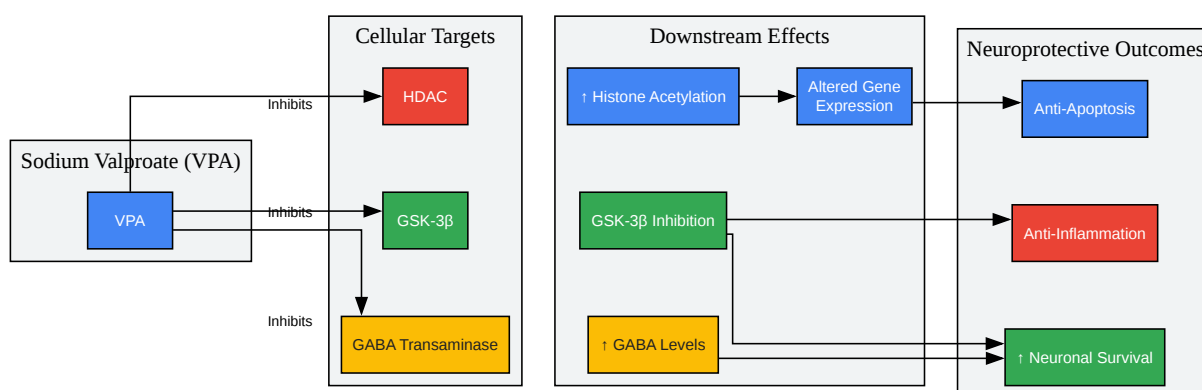 Sodium Valproate (VPA)
VPA
Inhibits
Inhibits
Inhibits
Cellular Targets
HDAC
GSK-3β
GABA Transaminase
Downstream Effects
↑ Histone Acetylation
Altered Gene
Expression
GSK-3β Inhibition
↑ GABA Levels
Neuroprotective Outcomes
Anti-Apoptosis
Anti-Inflammation
↑ Neuronal Survival